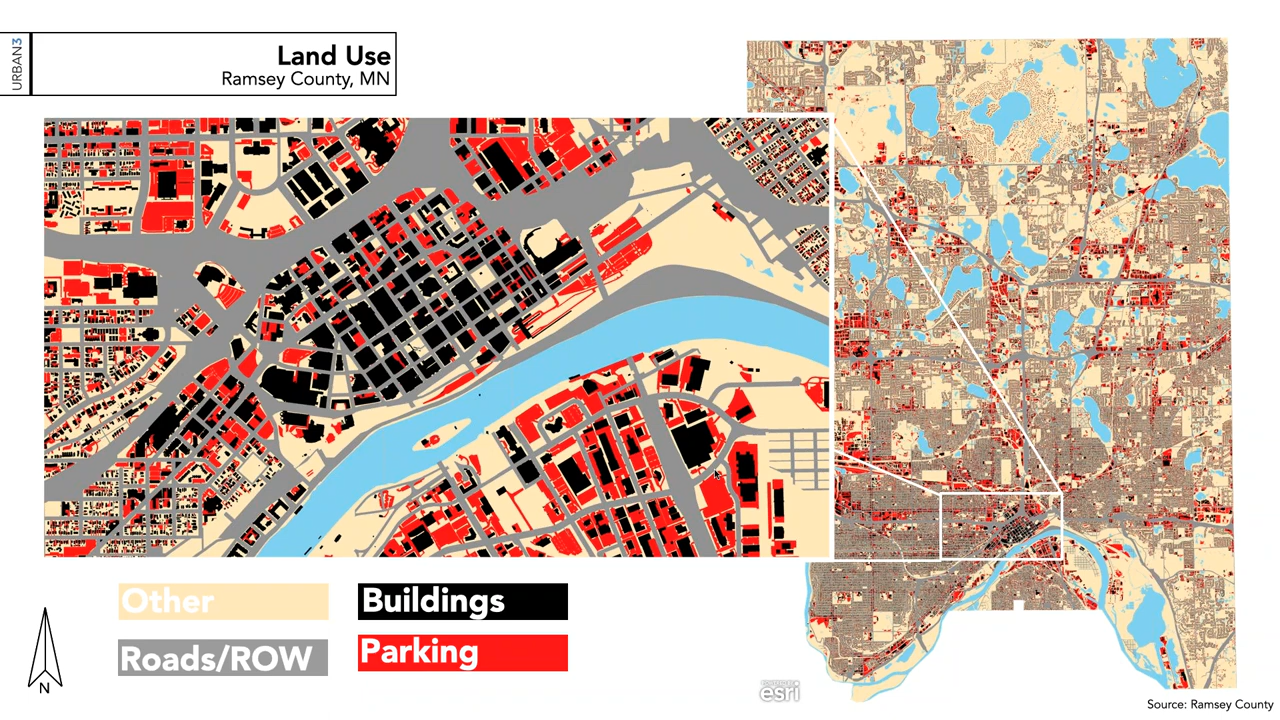 URBAN3
Land Use
Ramsey County, MN
Other
Buildings
Roads/ROW
Parking
N
esri
Source: Ramsey County